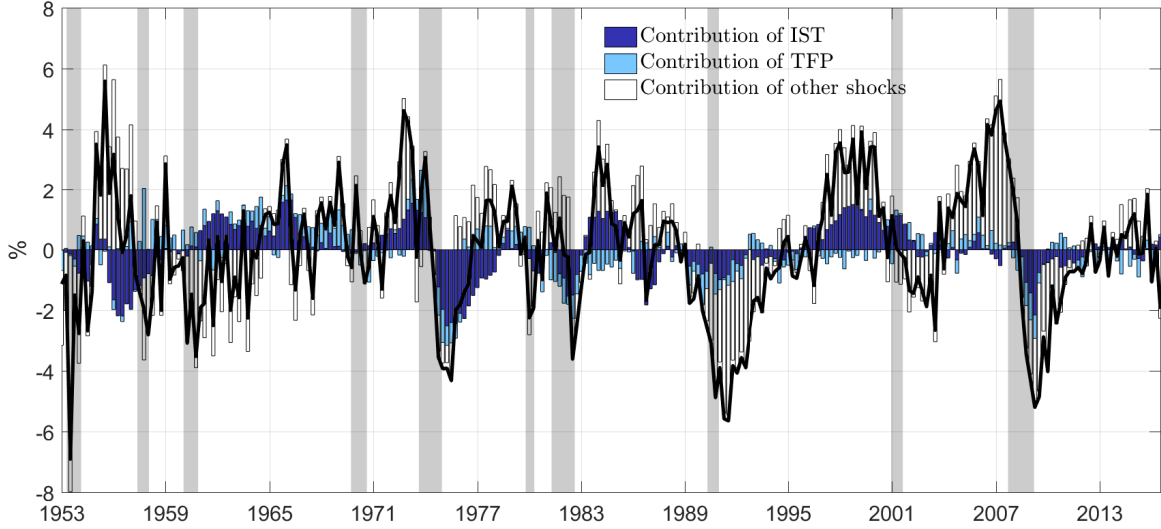 8
6
4
2
0
-2
-4
-6
-8
%
Contribution of IST
Contribution of TFP
Contribution of other shocks
1953 1959 1965 1971 1977 1983 1989 1995 2001 2007 2013